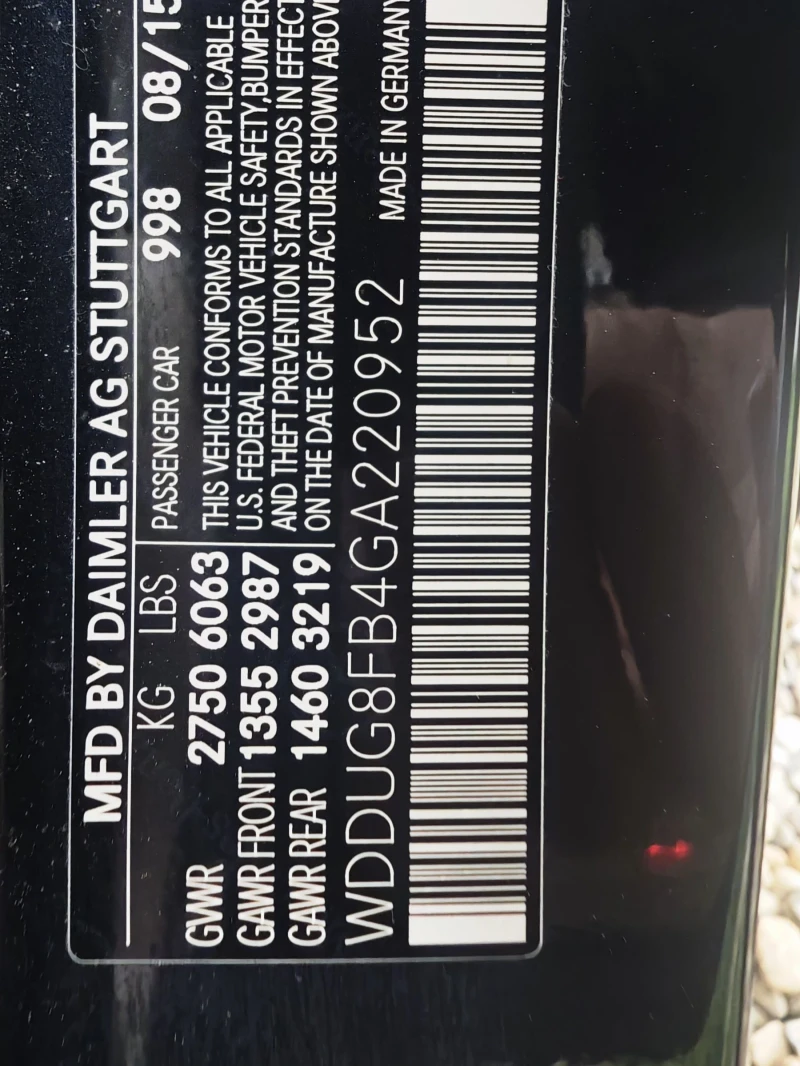 MFD BY DAIMLER AG STUTTGART
KG LBS PASSENGER CAR 998 08/15
GVWR 2750 6063 THIS VEHICLE CONFORMS TO ALL APPLICABLE
GAWR FRONT 1355 2987 U.S. FEDERAL MOTOR VEHICLE SAFETY,BUMPER
GAWR REAR 1460 3219 AND THEFT PREVENTION STANDARDS IN EFFECT
ON THE DATE OF MANUFACTURE SHOWN ABOVE
WDDUG8FB4GA220952 MADE IN GERMANY